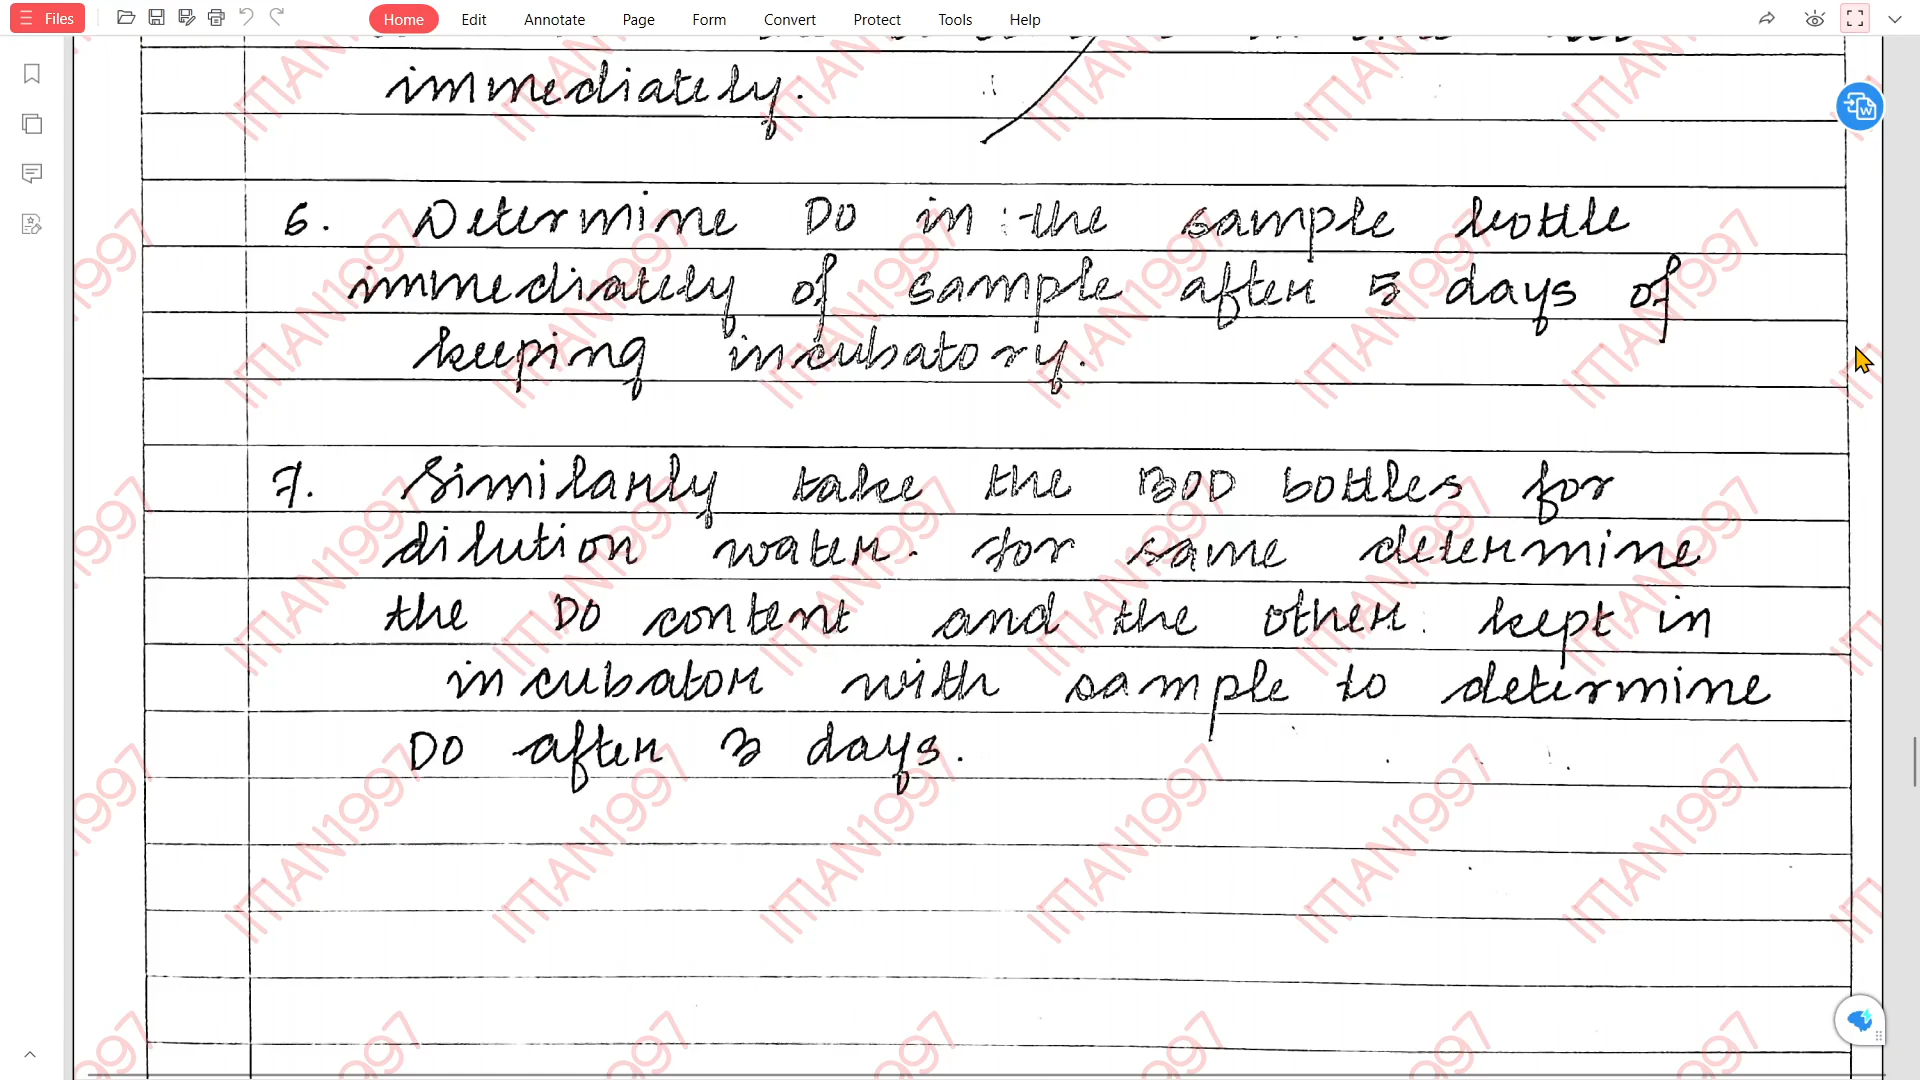 Files
Home Edit Annotate Page Form Convert Protect Tools Help
immediately.
6. Determine DO in the sample bottle
immediately of sample after 5 days of
keeping incubatory.
7. Similarly take the BOD bottles for
dilution water. for same determine
the DO content and the other kept in
incubator with sample to determine
DO after 3 days.
IMAN1997